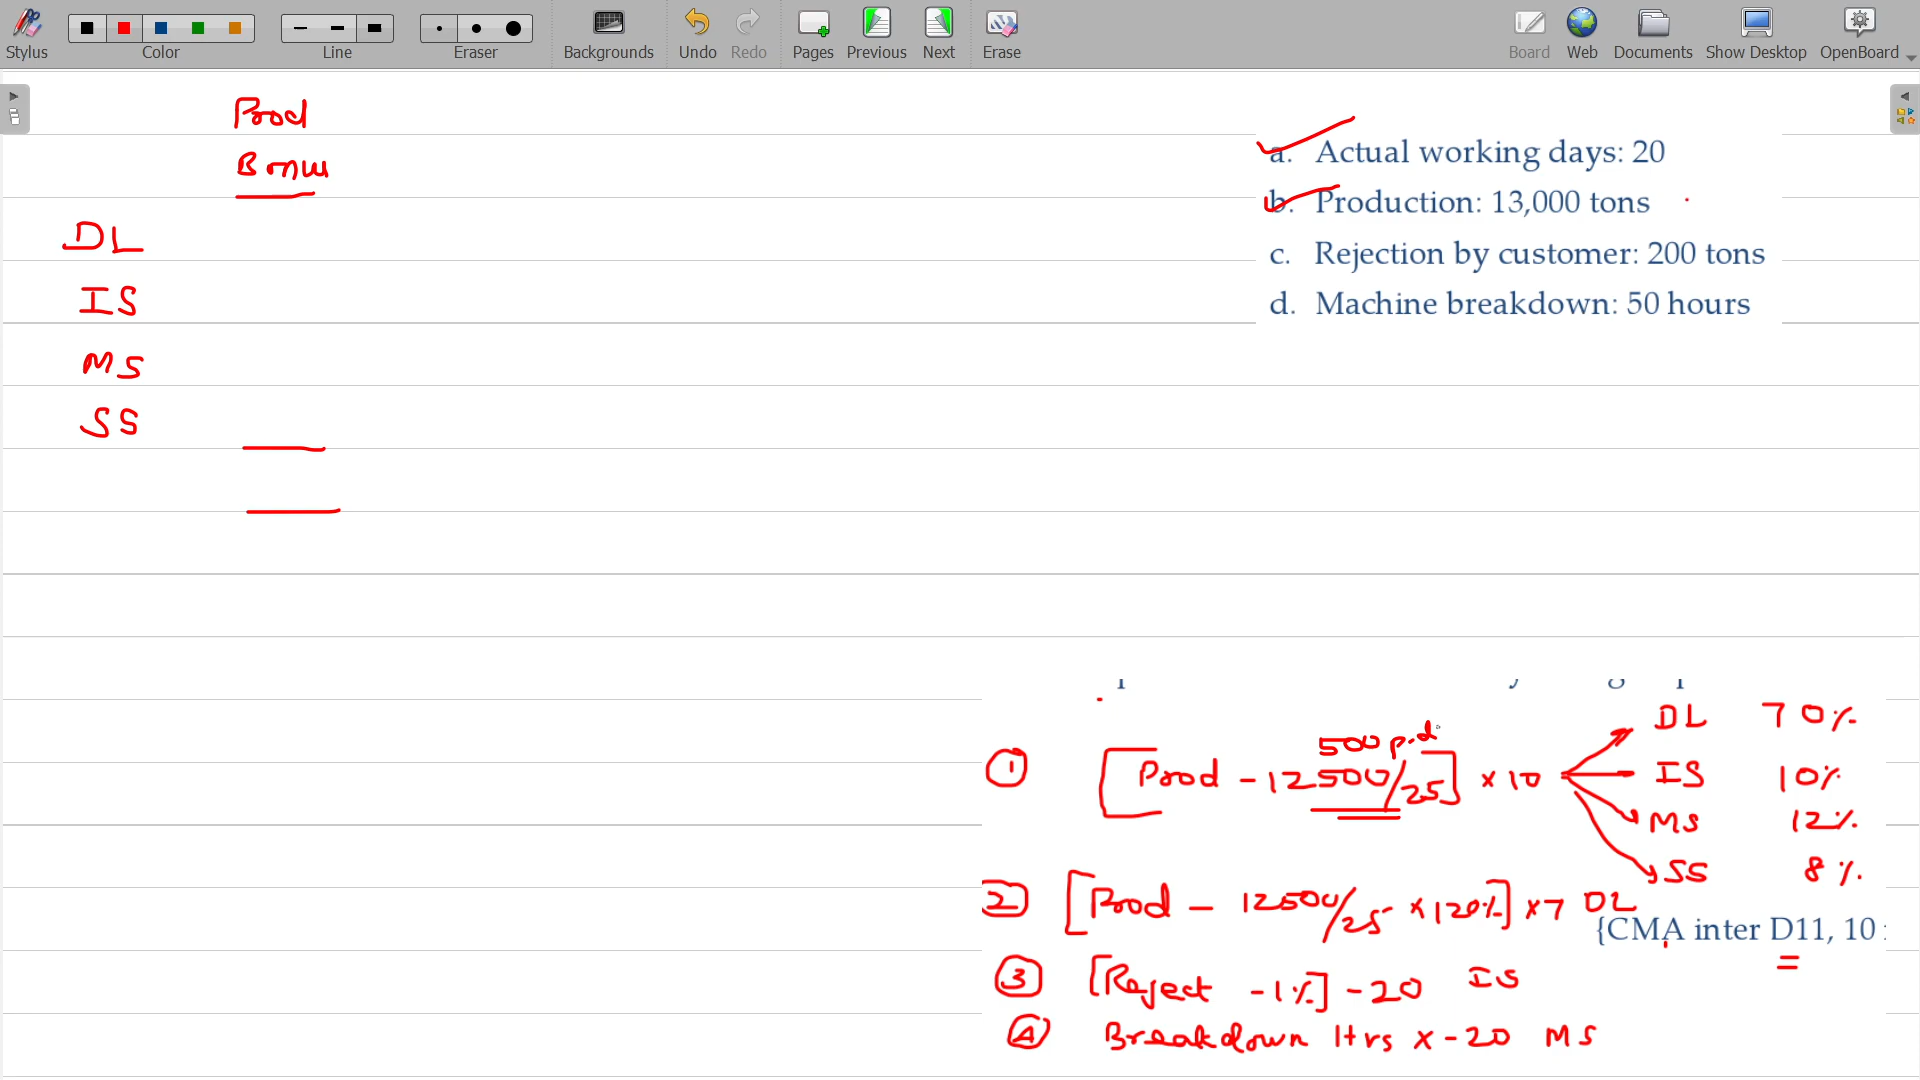 Stylus Color Line Eraser Backgrounds Undo Redo Pages Previous Next Erase Board Web Documents Show Desktop OpenBoard
Prod
Bonus
DL
IS
MS
SS
a. Actual working days: 20
b. Production: 13,000 tons
c. Rejection by customer: 200 tons
d. Machine breakdown: 50 hours
500 p.d
① [Prod - 12500/25] × 10
DL 70%
IS 10%
MS 12%
SS 8%
② [Prod - 12500/25 × 120%] × 7 DL
{CMA inter D11, 10
③ [Reject - 1%] - 20 IS
④ Breakdown Hrs × - 20 MS